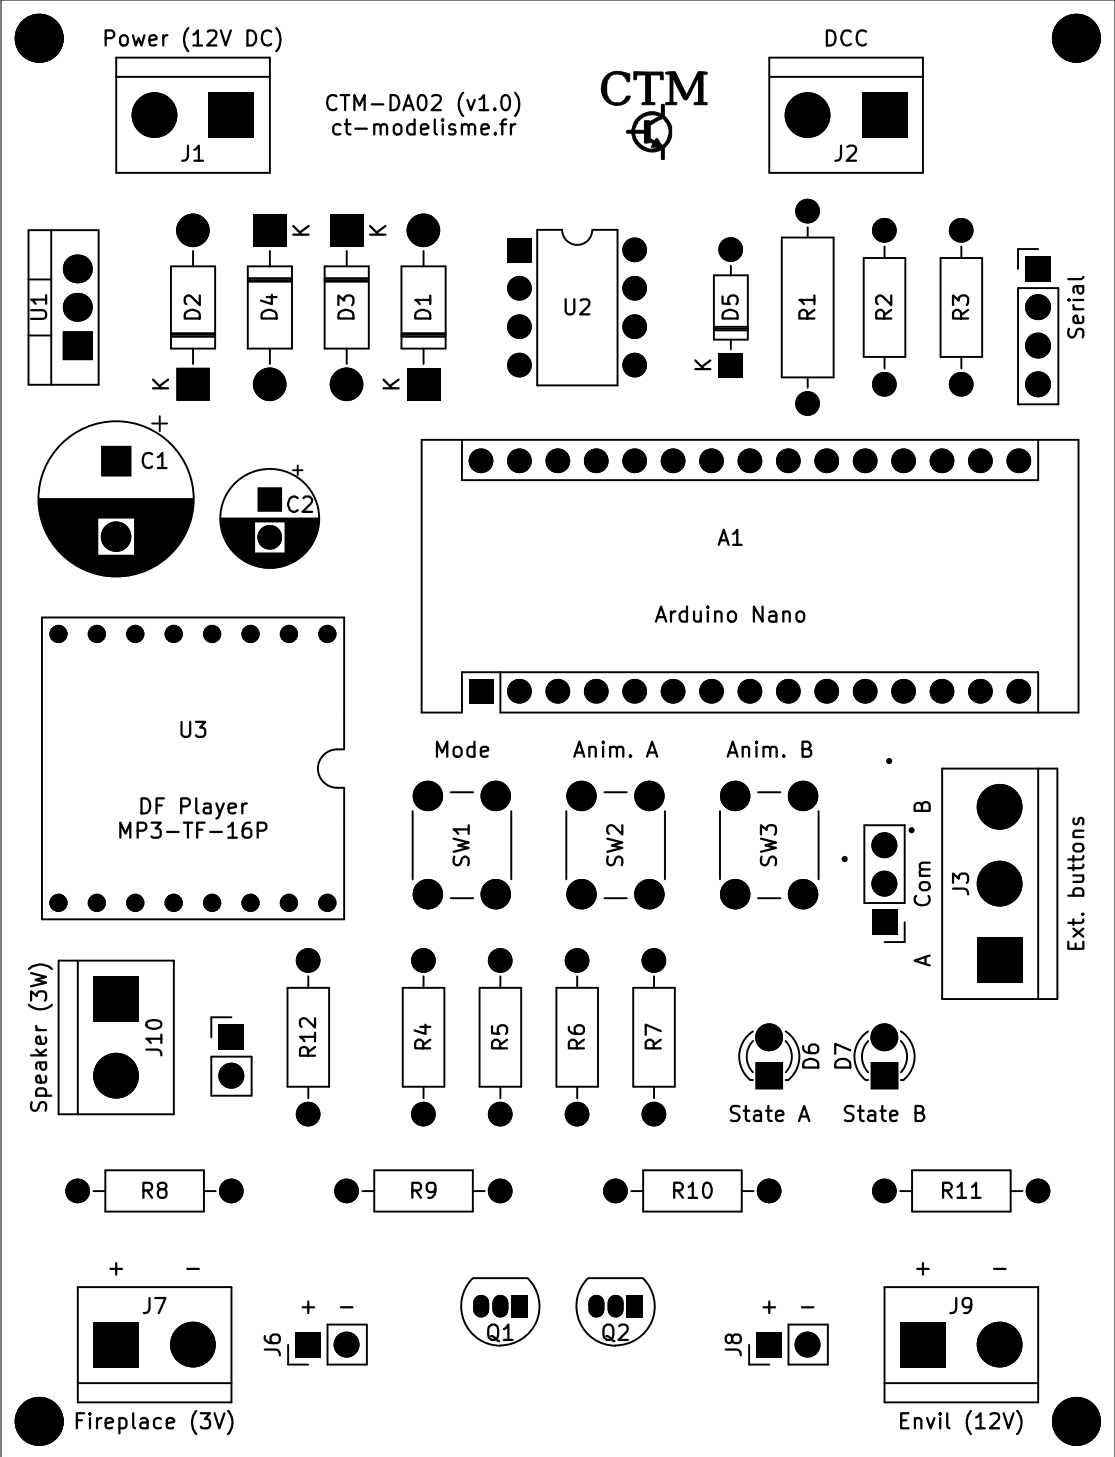 Power (12V DC)
DCC
CTM-DA02 (v1.0)
ct-modelisme.fr
CTM
J1
J2
K
K
U1
D2
D4
D3
D1
U2
D5
R1
R2
R3
Serial
K
K
K
+
C1
+
C2
A1
Arduino Nano
U3
DF Player
MP3-TF-16P
Mode
Anim. A
Anim. B
SW1
SW2
SW3
B
Com
A
J3
Ext. buttons
Speaker (3W)
J10
R12
R4
R5
R6
R7
D6
D7
State A
State B
R8
R9
R10
R11
+ -
J7
J6
+ -
Q1
Q2
J8
+ -
+ -
J9
Fireplace (3V)
Envil (12V)